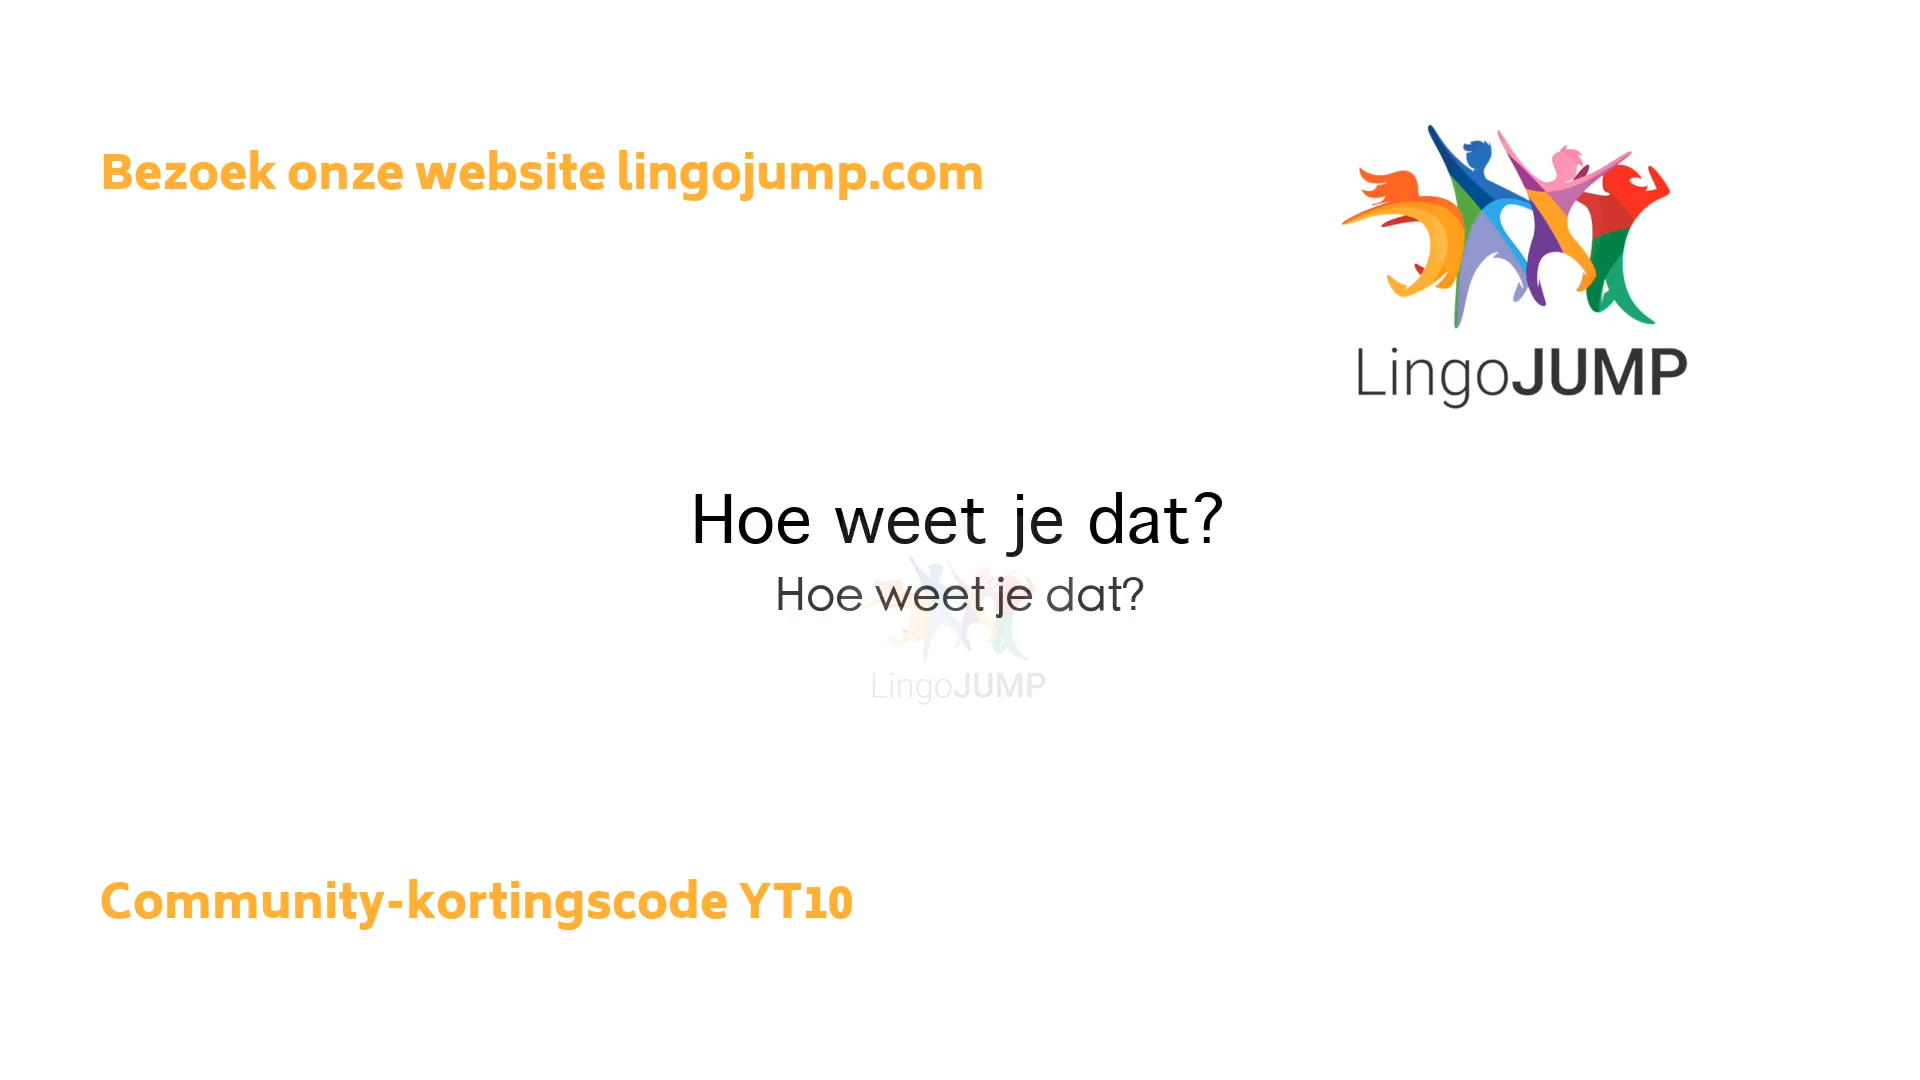 Bezoek onze website lingojump.com
LingoJUMP
Hoe weet je dat?
Hoe weet je dat?
LingoJUMP
Community-kortingscode YT10